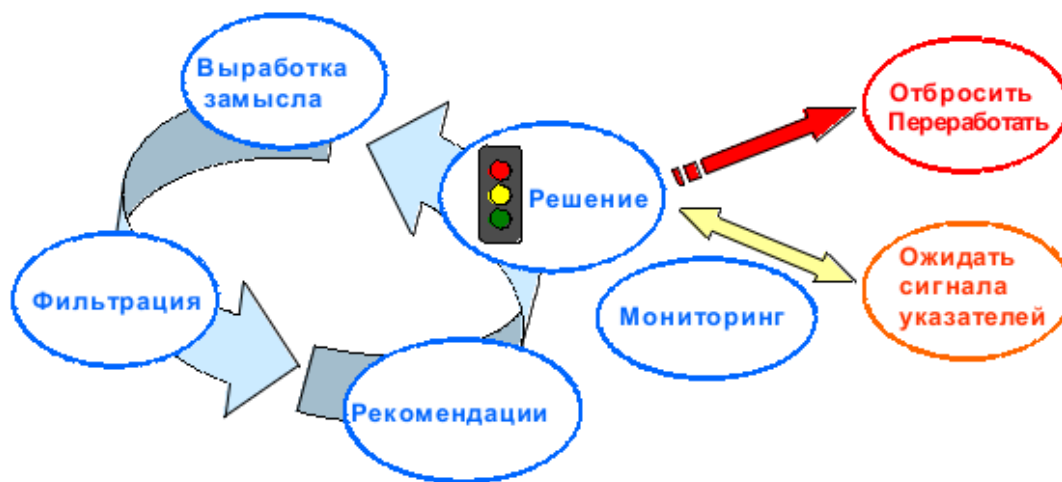 Выработка
замысла
Отбросить
Переработать
Решение
Фильтрация
Мониторинг
Ожидать
сигнала
указателей
Рекомендации